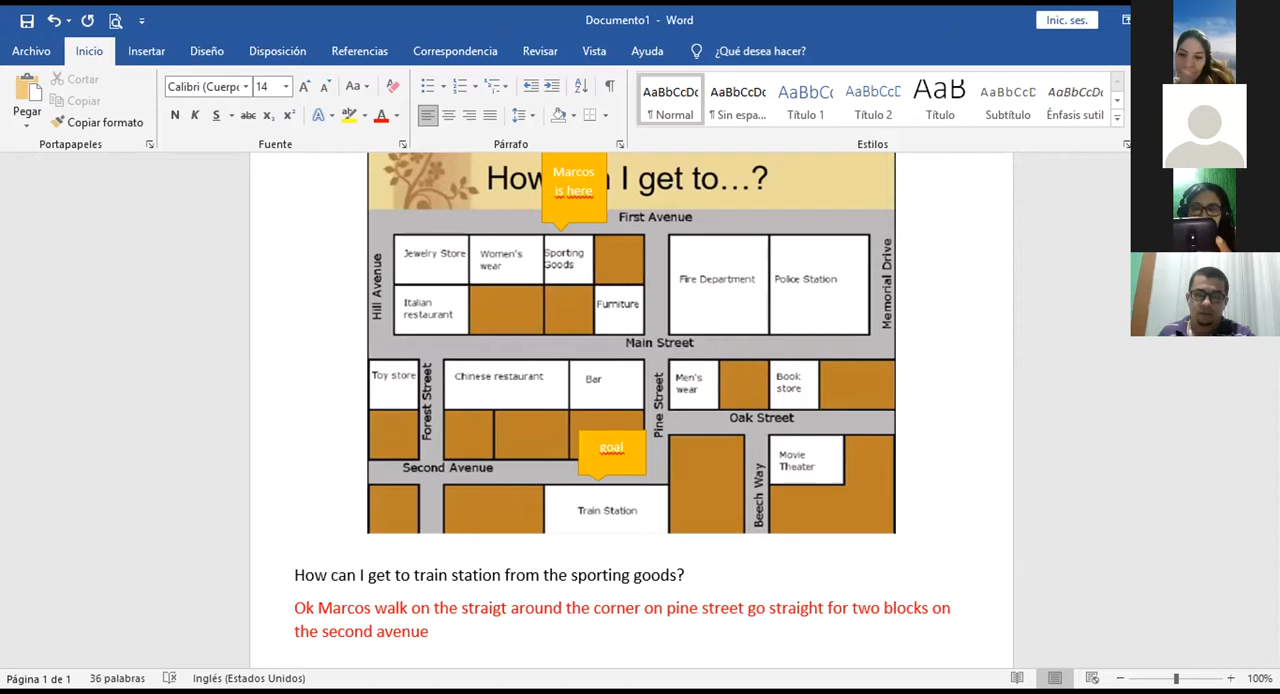 Documento1 - Word
Inic. ses.
Archivo Inicio Insertar Diseño Disposición Referencias Correspondencia Revisar Vista Ayuda ¿Qué desea hacer?
Pegar
Cortar
Copiar
Copiar formato
Portapapeles
Calibri (Cuerpo 14
Aa
N K S abc x₂ x²
A A
Fuente
Párrafo
AaBbCcDc AaBbCcDc AaBbC AaBbCcD AaB AaBbCcD AaBbCcDc
¶ Normal ¶ Sin espa... Título 1 Título 2 Título Subtítulo Énfasis sutil
Estilos
I get to...?
Marcos
is here
First Avenue
Hill Avenue
Jewelry Store
Women's
wear
Sporting
Goods
Fire Department
Police Station
Memorial Drive
Italian
restaurant
Furniture
Main Street
Toy store
Forest Street
Chinese restaurant
Bar
Pine Street
Men's
wear
Book
store
Oak Street
goal
Second Avenue
Beech Way
Movie
Theater
Train Station
How can I get to train station from the sporting goods?
Ok Marcos walk on the straigt around the corner on pine street go straight for two blocks on
the second avenue
Página 1 de 1 36 palabras Inglés (Estados Unidos) 100%